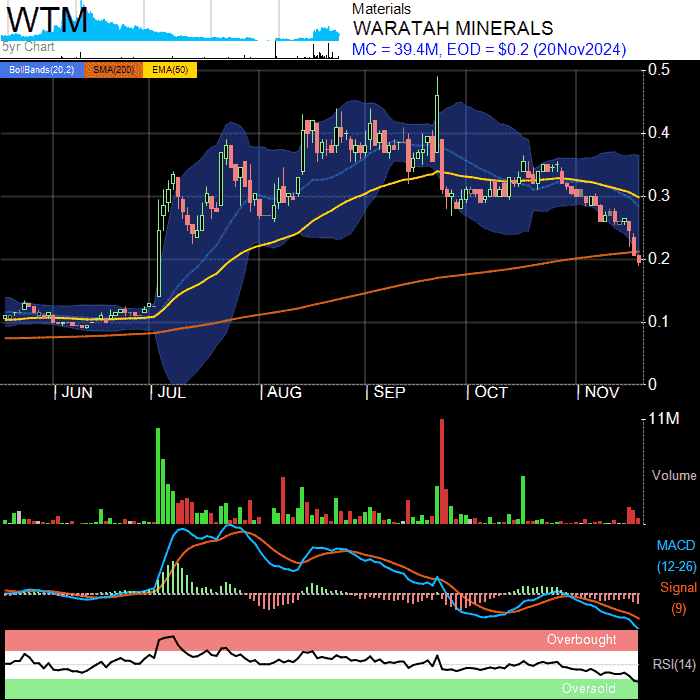 WTM
5yr Chart
Materials
WARATAH MINERALS
MC = 39.4M, EOD = $0.2 (20Nov2024)
BollBands(20,2) SMA(200) EMA(50)
0.5
0.4
0.3
0.2
0.1
0
JUN JUL AUG SEP OCT NOV
11M
Volume
MACD
(12-26)
Signal
(9)
Overbought
RSI(14)
Oversold